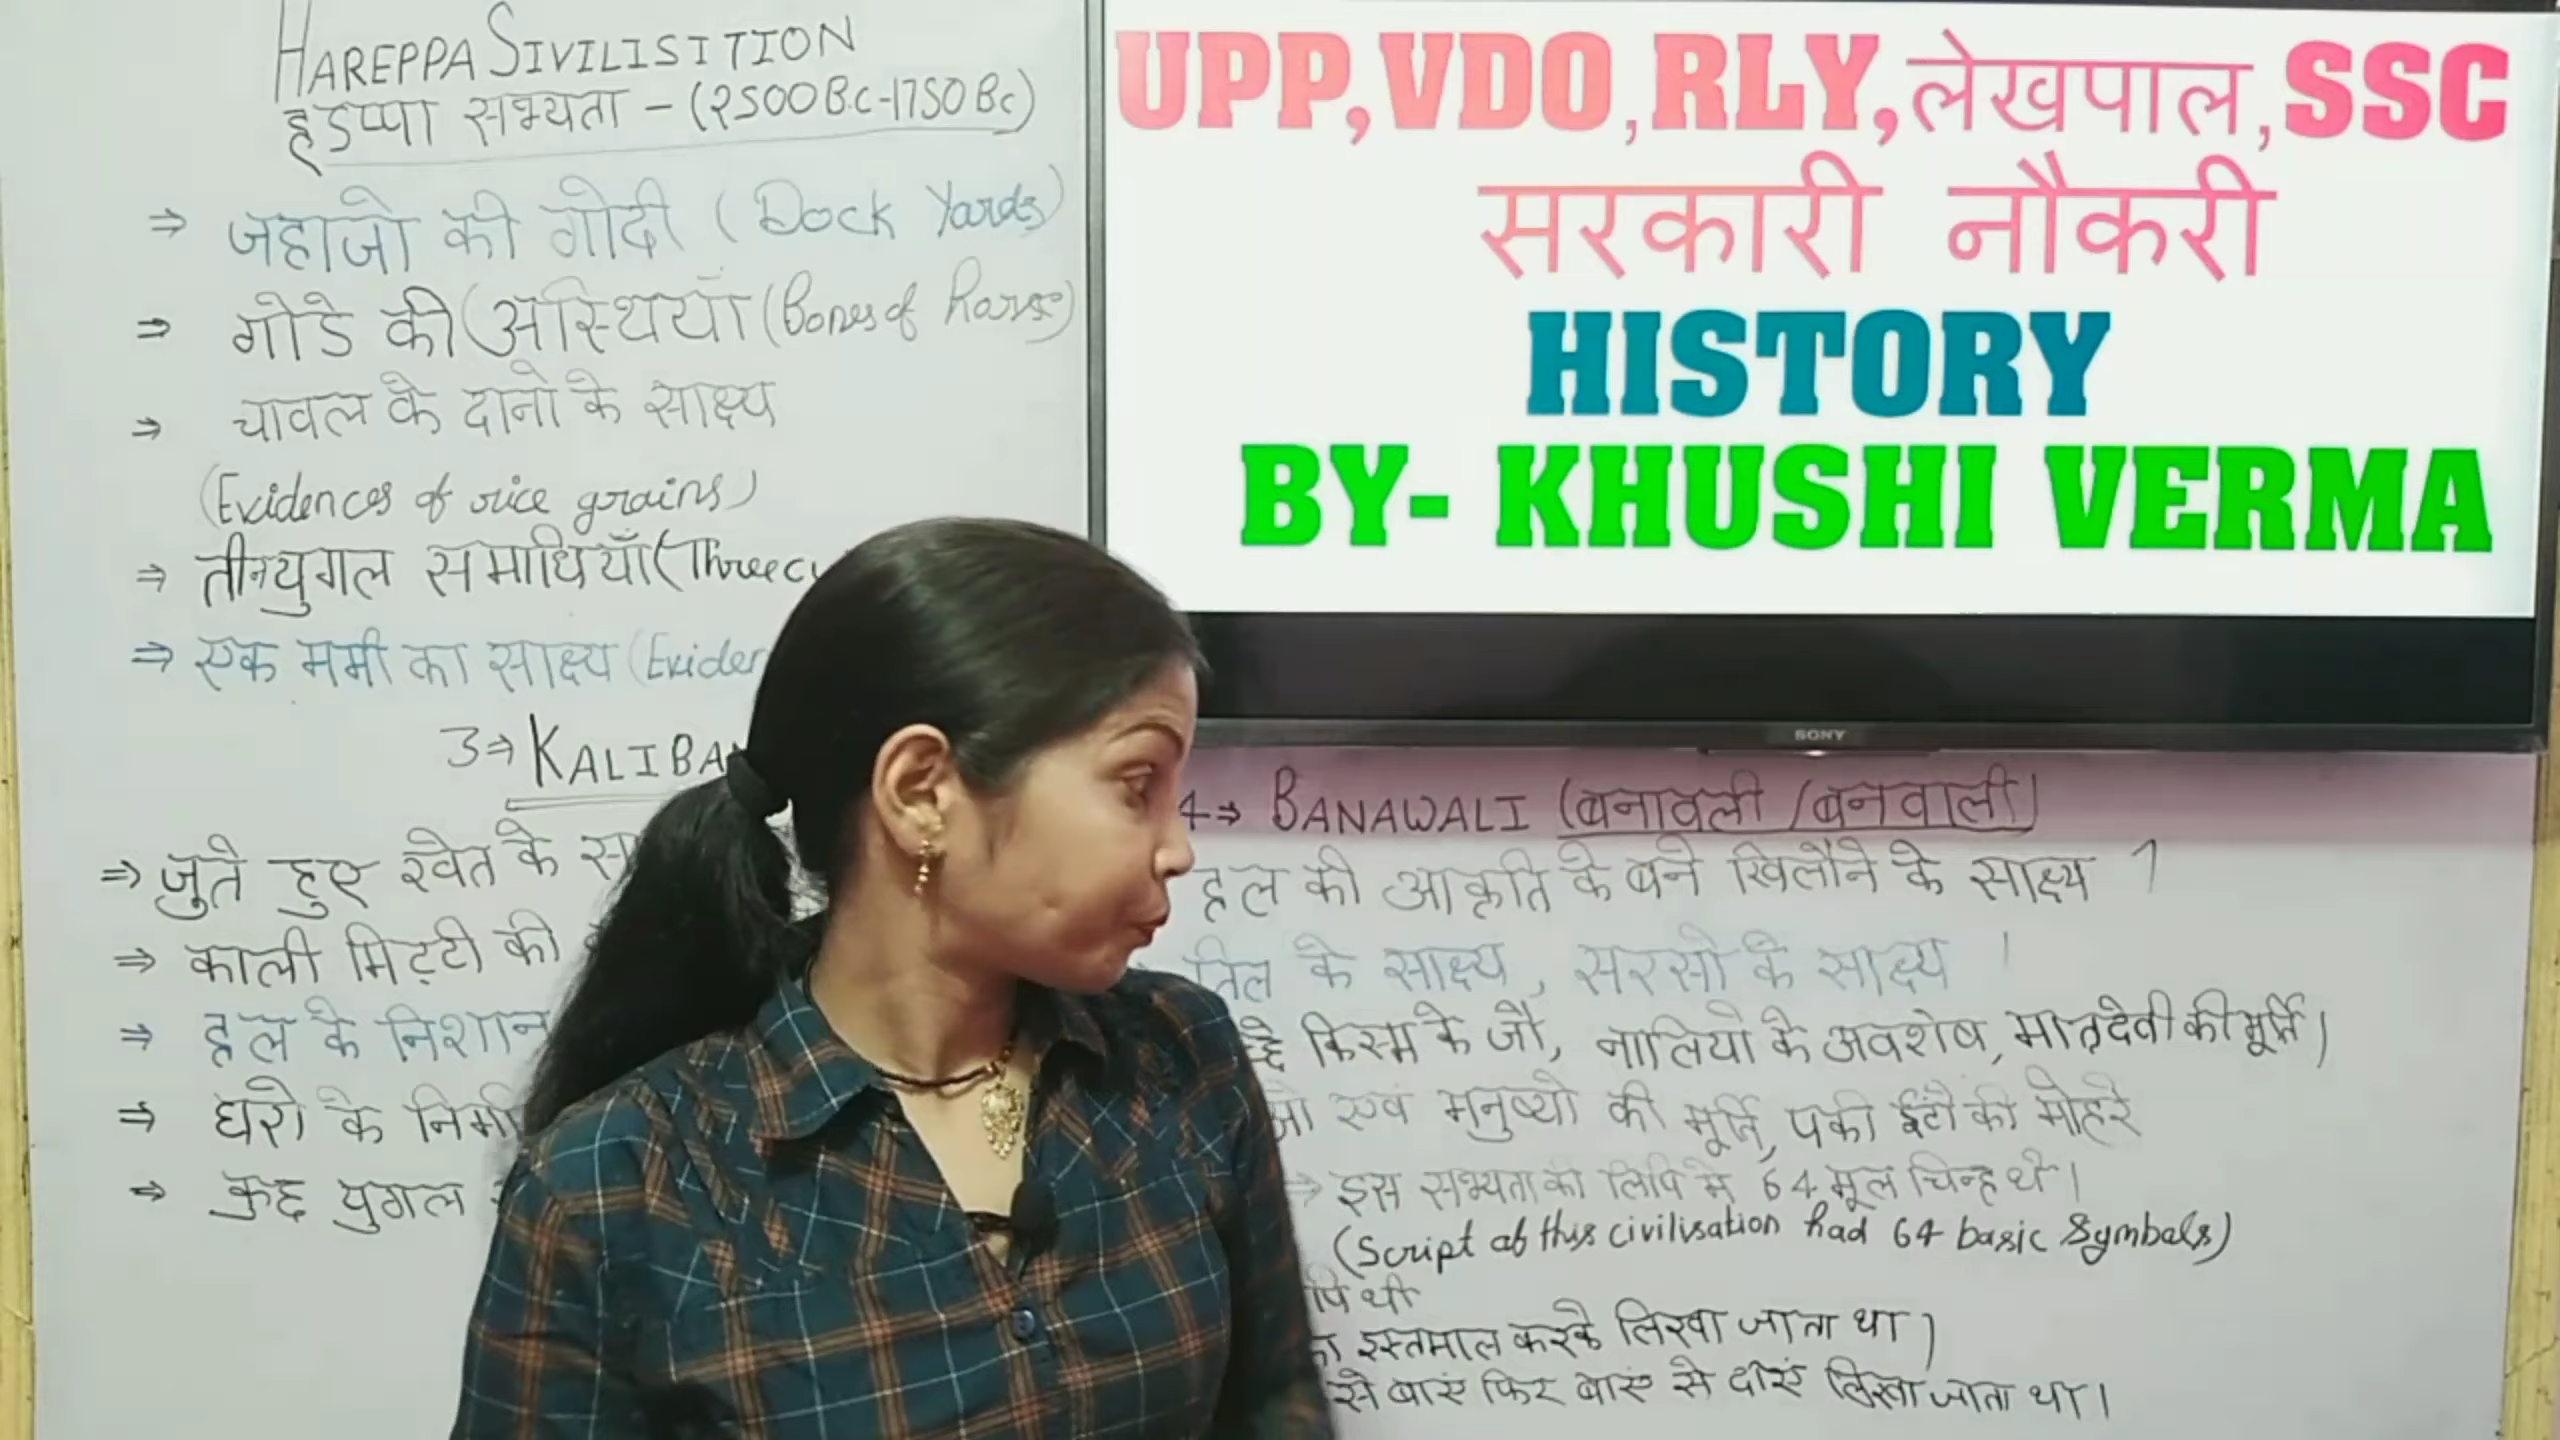 HAREPPA SIVILISITION
हडप्पा सभ्यता - (2500 B.C-1750 BC)
⇒ जहाजो की गोदी (Dock Yards)
⇒ गोडे की अस्थियाँ (Bones of horse)
⇒ चावल के दानो के साक्ष्य
(Evidences of rice grains)
⇒ तीनयुगल समाधियाँ (Three
⇒ एक ममी का साक्ष्य
3⇒ KALIBA
⇒ जुते हुए खेत के
⇒ काली मिट्टी की
⇒ हल के निशान
⇒ घरो के
⇒ कुछ युगल
UPP,VDO,RLY,लेखपाल,SSC
सरकारी नौकरी
HISTORY
BY- KHUSHI VERMA
SONY
4⇒ BANAWALI (बनावली / बनवाली)
हल की आकृति के बने खिलौने के साक्ष्य ।
तिल के साक्ष्य, सरसो के साक्ष्य ।
किस्म के जौ, नालियो के अवशेष, मातृदेवी की मूर्ति।
एवं मनुष्यो की मूर्ति, पकी ईटो की मोहरे
⇒ इस सभ्यता की लिपि मे 64 मूल चिन्ह थे।
(Script of this civilisation had 64 basic Symbols)
थी
इस्तमाल करके लिखा जाता था।
से बाएं फिर बाएं से दाएं लिखा जाता था।